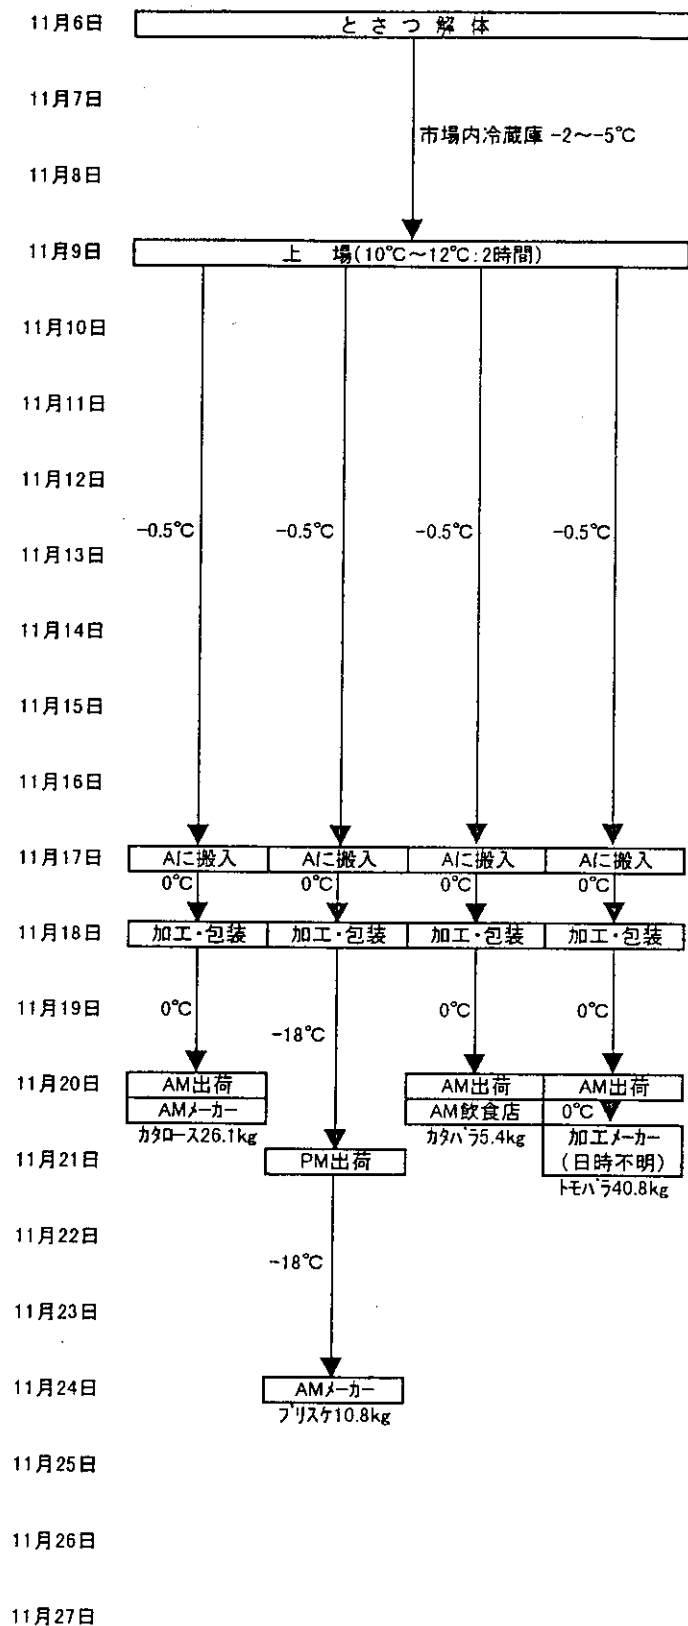 11月6日
とさつ解体
11月7日
市場内冷蔵庫 -2～-5℃
11月8日
11月9日
上 場(10℃～12℃:2時間)
11月10日
11月11日
11月12日
-0.5℃ -0.5℃ -0.5℃ -0.5℃
11月13日
11月14日
11月15日
11月16日
11月17日
Aに搬入 Aに搬入 Aに搬入 Aに搬入
0℃ 0℃ 0℃ 0℃
11月18日
加工・包装 加工・包装 加工・包装 加工・包装
11月19日
0℃ -18℃ 0℃ 0℃
11月20日
AM出荷 AM出荷 AM出荷
AMメーカー AM飲食店 0℃
カタロース26.1kg カタバラ5.4kg 加工メーカー
11月21日
PM出荷 (日時不明)
トモバラ40.8kg
11月22日
-18℃
11月23日
11月24日
AMメーカー
ブリスケ10.8kg
11月25日
11月26日
11月27日